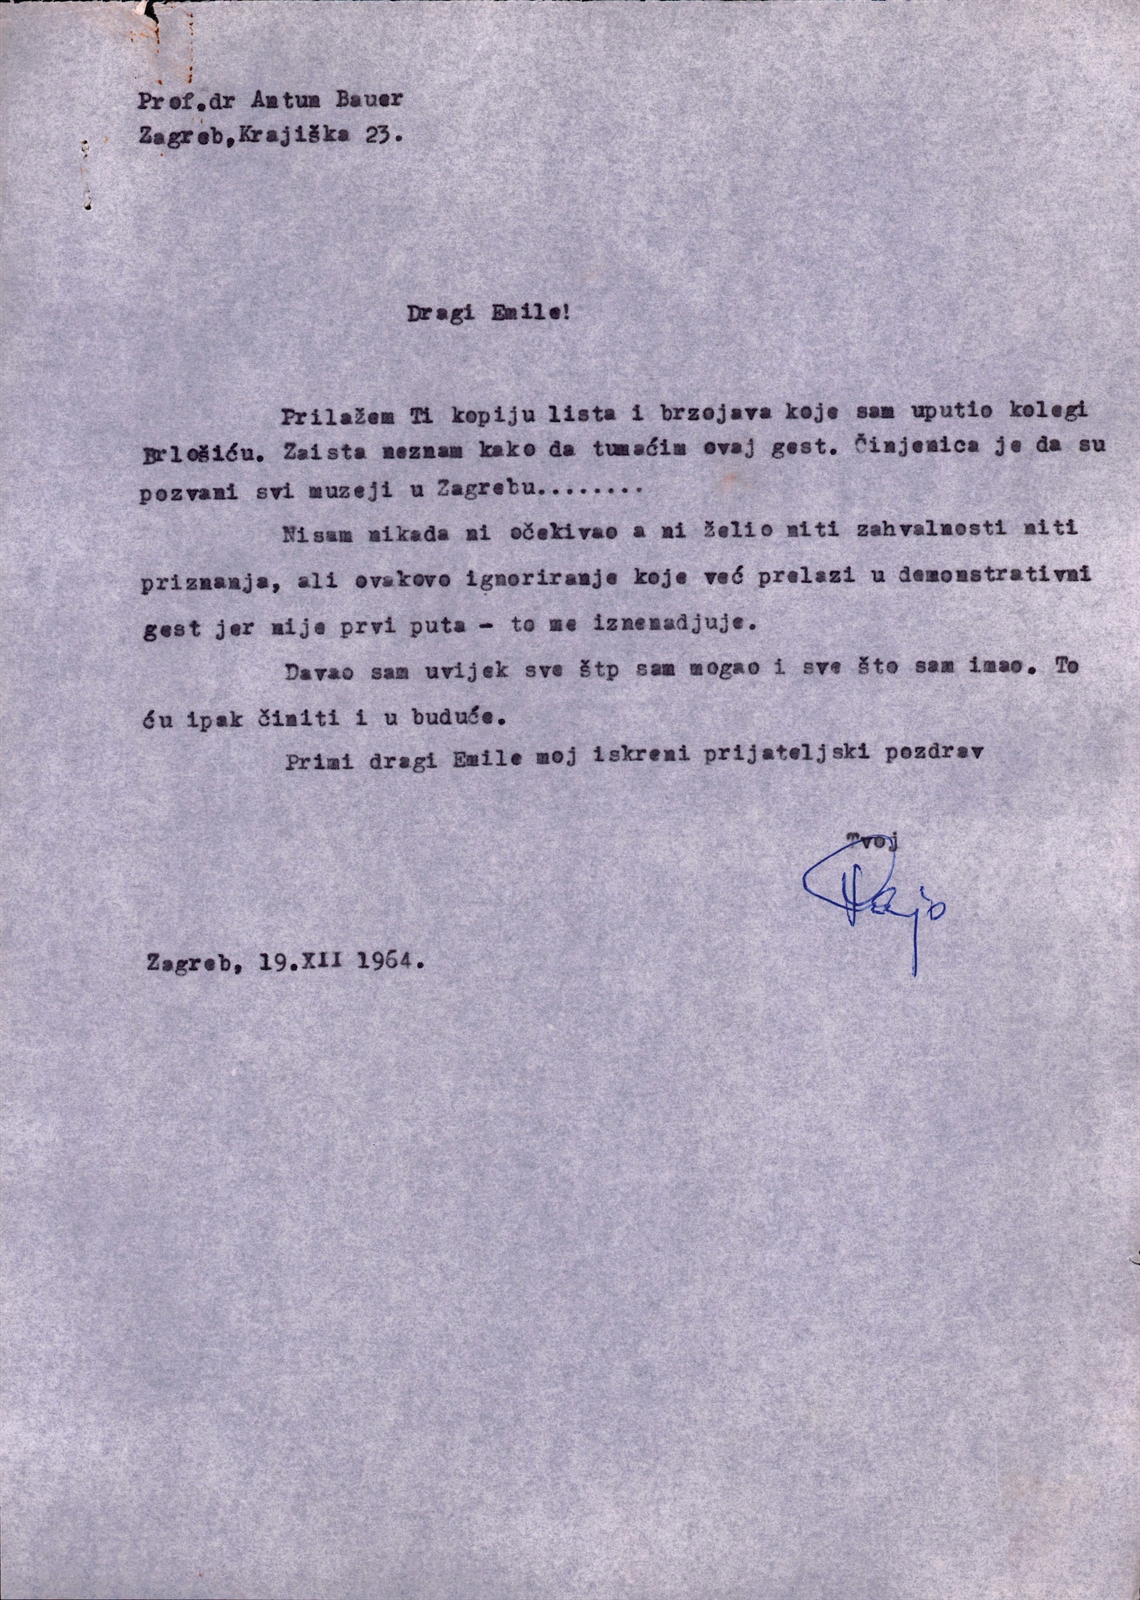 Prof.dr Antun Bauer
Zagreb,Krajiška 23.
Dragi Emile!
Prilažem Ti kopiju lista i brzojava koje sam uputio kolegi
Brlošiću. Zaista neznam kako da tumaćim ovaj gest. Činjenica je da su
pozvani svi muzeji u Zagrebu........
Nisam nikada ni očekivao a ni želio niti zahvalnosti niti
priznanja, ali ovakovo ignoriranje koje već prelazi u demonstrativni
gest jer nije prvi puta - to me iznenadjuje.
Davao sam uvijek sve štp sam mogao i sve što sam imao. To
ću ipak činiti i u buduće.
Primi dragi Emile moj iskreni prijateljski pozdrav
Tvoj
Zagreb, 19.XII 1964.